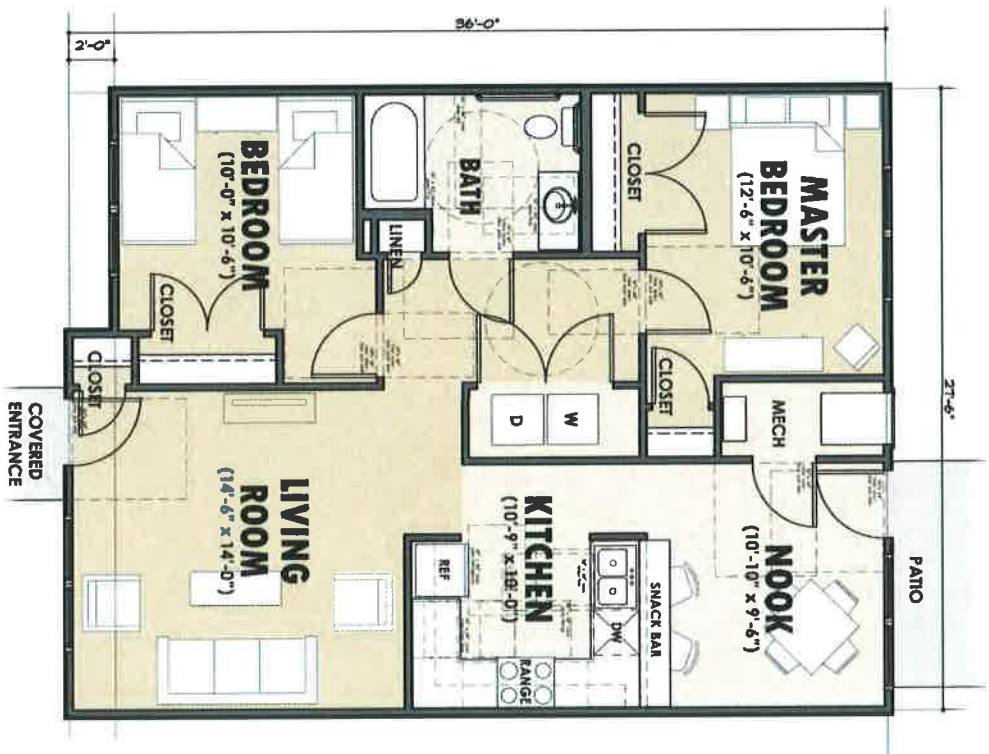 36'-0"
2'-0"
27'-6"
BEDROOM
(10'-0" x 10'-6")
CLOSET
CLOSET
COVERED
ENTRANCE
LINEN
BATH
CLOSET
MASTER
BEDROOM
(12'-6" x 10'-6")
CLOSET
MECH
D
W
LIVING
ROOM
(14'-6" x 14'-0")
KITCHEN
(10'-9" x 10'-0")
REF
RANGE
DW
SNACK BAR
NOOK
(10'-10" x 9'-6")
PATIO